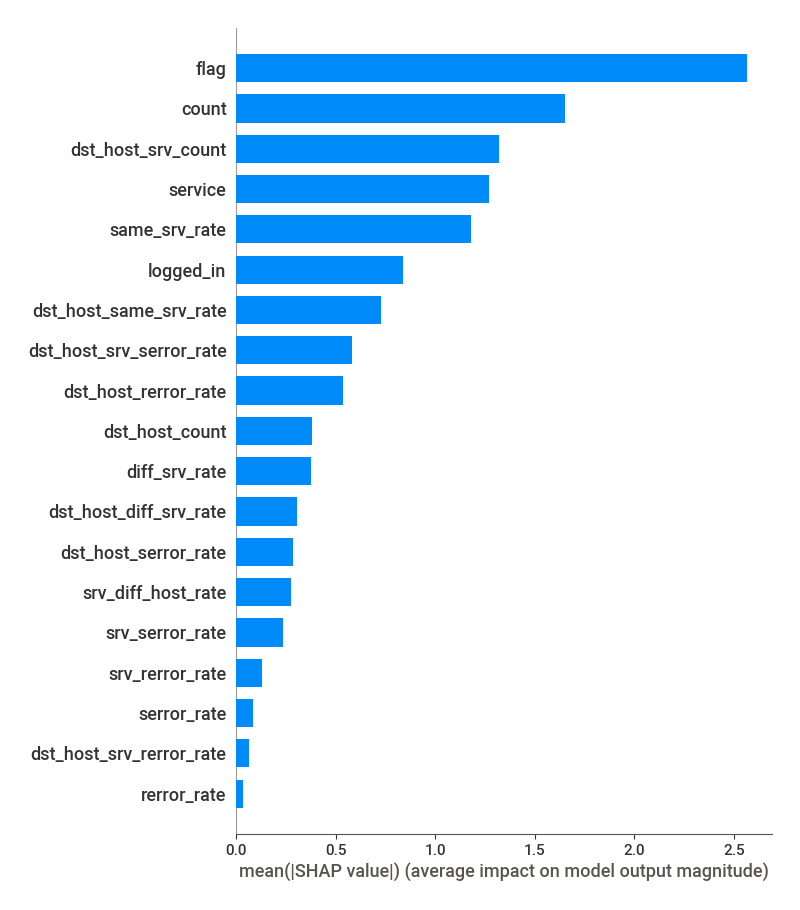 flag
count
dst_host_srv_count
service
same_srv_rate
logged_in
dst_host_same_srv_rate
dst_host_srv_serror_rate
dst_host_rerror_rate
dst_host_count
diff_srv_rate
dst_host_diff_srv_rate
dst_host_serror_rate
srv_diff_host_rate
srv_serror_rate
srv_rerror_rate
serror_rate
dst_host_srv_rerror_rate
rerror_rate
0.0 0.5 1.0 1.5 2.0 2.5
mean(|SHAP value|) (average impact on model output magnitude)